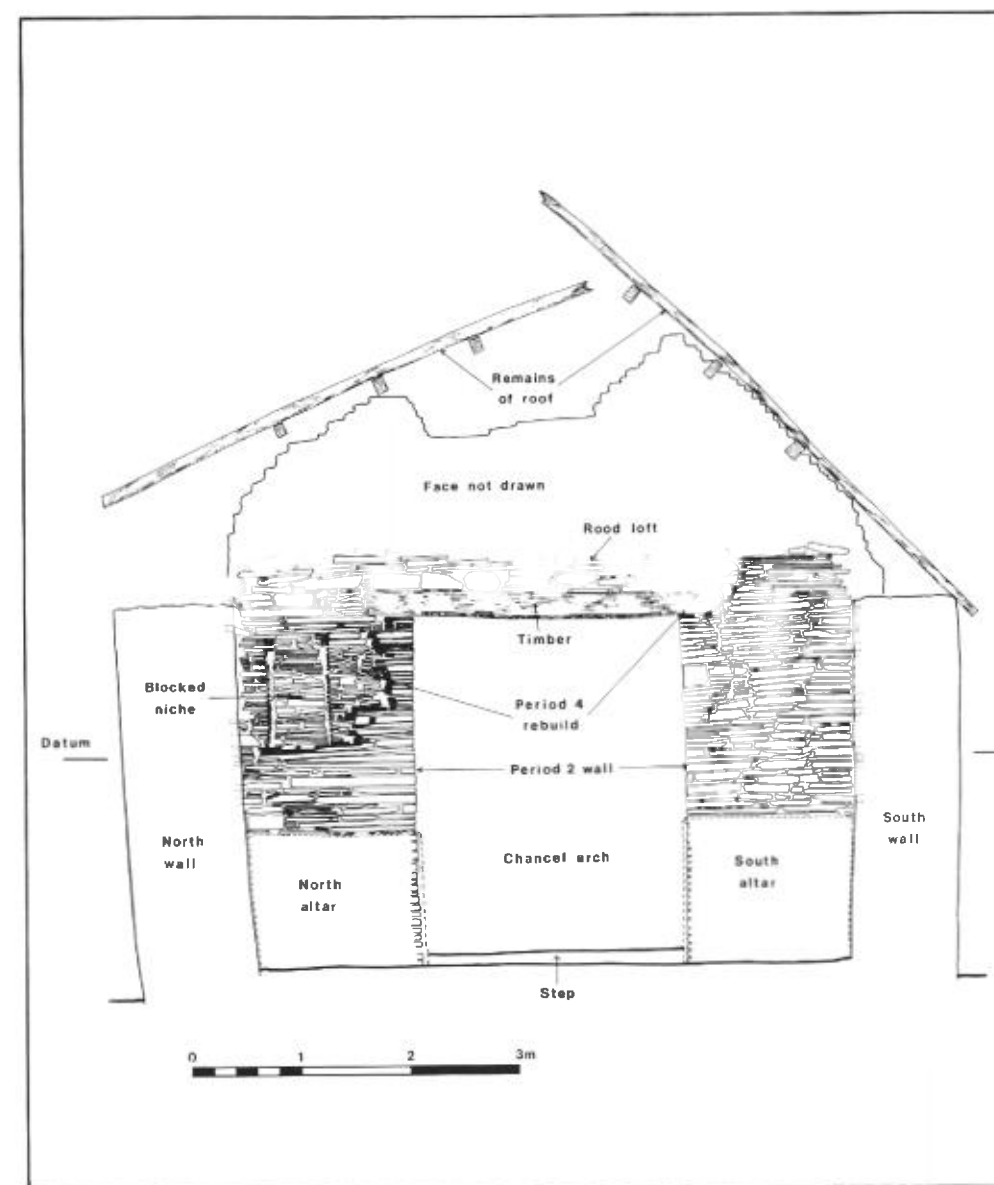 Remains
of roof
Face not drawn
Rood loft
Timber
Blocked
niche
Period 4
rebuild
Datum
Period 2 wall
North
wall
South
wall
Chancel arch
North
altar
South
altar
Step
0 1 2 3m